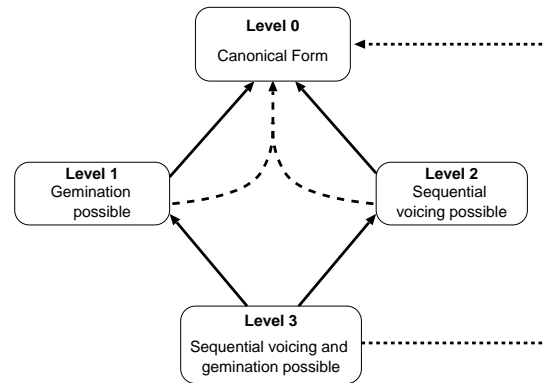 Level 0
Canonical Form
Level 1
Gemination
possible
Level 2
Sequential
voicing possible
Level 3
Sequential voicing and
gemination possible